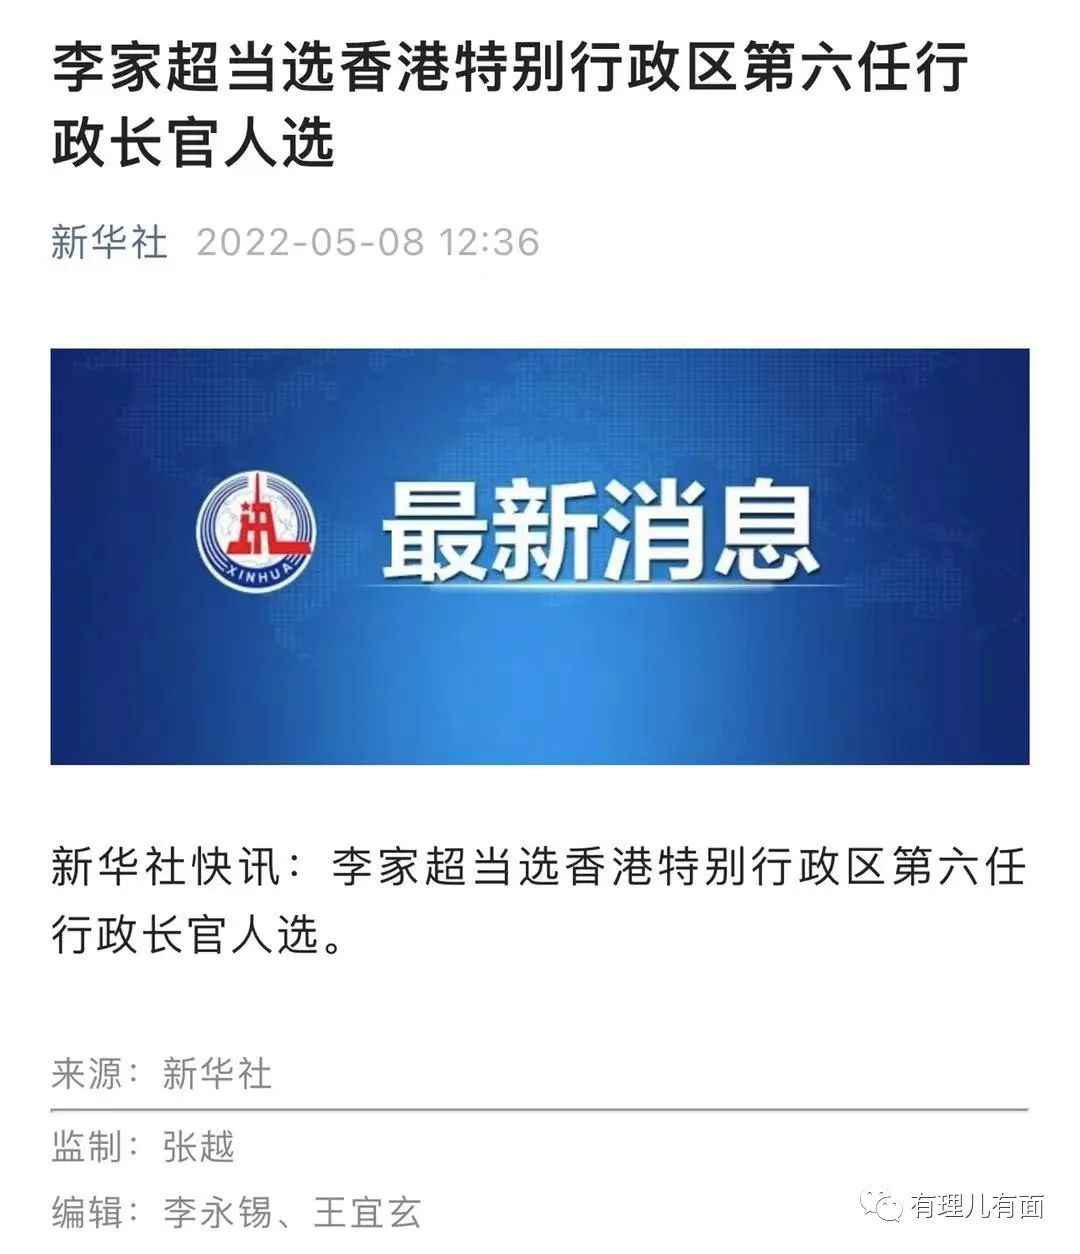 李家超当选香港特别行政区第六任行
政长官人选
新华社 2022-05-08 12:36
XINHUA
最新消息
新华社快讯：李家超当选香港特别行政区第六任
行政长官人选。
来源：新华社
监制：张越
编辑：李永锡、王宜玄
有理儿有面